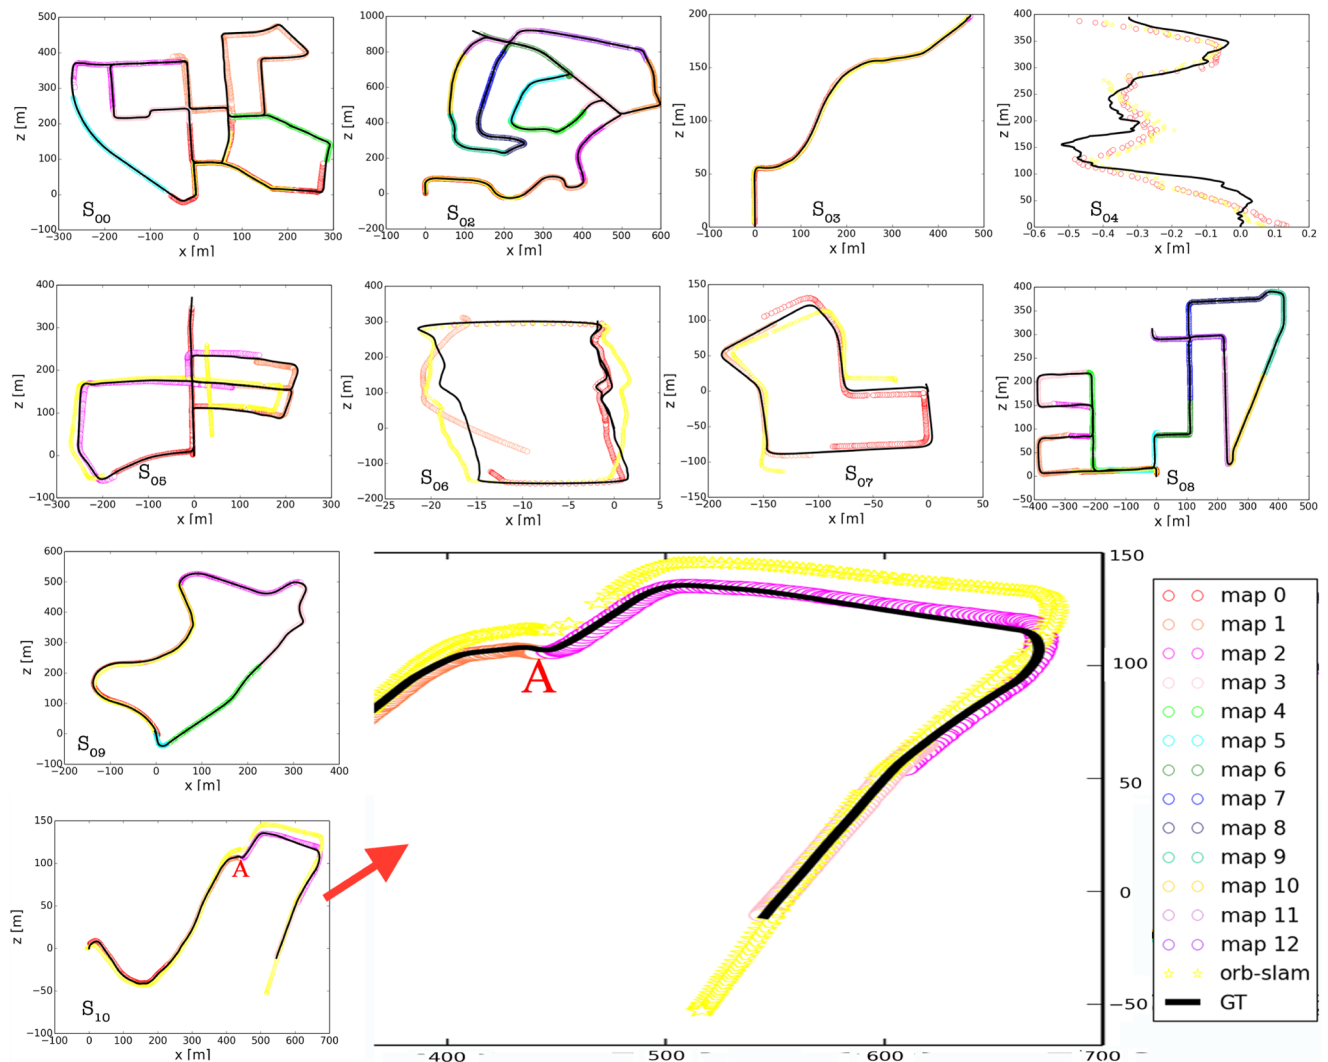 500
400
300
200
100
0
−100
−300 −200 −100 0 100 200 300
z [m]
x [m]
S00
1000
800
600
400
200
0
−200
−100 0 100 200 300 400 500 600
z [m]
x [m]
S02
200
150
100
50
0
−100 0 100 200 300 400 500
z [m]
x [m]
S03
400
350
300
250
200
150
100
50
0
−0.6 −0.5 −0.4 −0.3 −0.2 −0.1 0.0 0.1 0.2
z [m]
x [m]
S04
400
300
200
100
0
−100
−300 −200 −100 0 100 200 300
z [m]
x [m]
S05
400
300
200
100
0
−100
−200
−25 −20 −15 −10 −5 0 5
z [m]
x [m]
S06
150
100
50
0
−50
−100
−150
−200 −150 −100 −50 0 50
z [m]
x [m]
S07
400
350
300
250
200
150
100
50
0
−50
−400 −300 −200 −100 0 100 200 300 400 500
z [m]
x [m]
S08
600
500
400
300
200
100
0
−100
−200 −100 0 100 200 300 400
z [m]
x [m]
S09
150
100
50
0
−50
−100
−100 0 100 200 300 400 500 600 700
z [m]
x [m]
S10
A
A
150
100
50
0
−50
400 500 600 700
map 0
map 1
map 2
map 3
map 4
map 5
map 6
map 7
map 8
map 9
map 10
map 11
map 12
orb-slam
GT